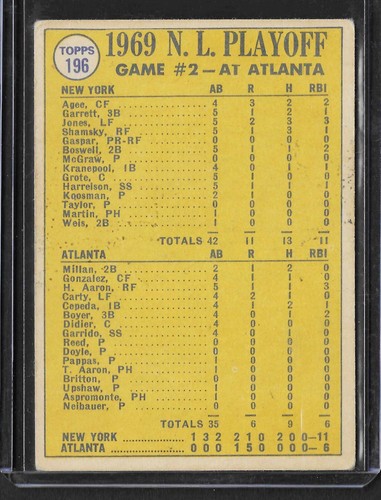 TOPPS
196
1969 N. L. PLAYOFF
GAME #2 — AT ATLANTA
NEW YORK AB R H RBI
Agee, CF 4 3 2 2
Garrett, 3B 5 1 2 1
Jones, LF 5 2 3 3
Shamsky, RF 5 1 3 1
Gaspar, PR-RF 0 0 0 0
Boswell, 2B 5 1 1 2
McGraw, P 0 0 0 0
Kranepool, 1B 4 0 1 1
Grote, C 5 1 0 0
Harrelson, SS 5 1 1 1
Koosman, P 2 1 0 0
Taylor, P 0 0 0 0
Martin, PH 1 0 0 0
Weis, 2B 1 0 0 0
TOTALS 42 11 13 11
ATLANTA AB R H RBI
Millan, 2B 2 1 2 0
Gonzalez, CF 4 1 1 0
H. Aaron, RF 5 1 1 3
Carty, LF 4 2 1 0
Cepeda, 1B 4 1 2 1
Boyer, 3B 4 0 1 2
Didier, C 4 0 0 0
Garrido, SS 4 0 1 0
Reed, P 0 0 0 0
Doyle, P 0 0 0 0
Pappas, P 1 0 0 0
T. Aaron, PH 1 0 0 0
Britton, P 0 0 0 0
Upshaw, P 1 0 0 0
Aspromonte, PH 1 0 0 0
Neibauer, P 0 0 0 0
TOTALS 35 6 9 6
NEW YORK 1 3 2 2 1 0 2 0 0—11
ATLANTA 0 0 0 1 5 0 0 0 0— 6